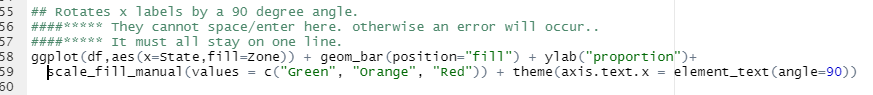 55 ## Rotates x labels by a 90 degree angle.
56 ####***** They cannot space/enter here. otherwise an error will occur..
57 ####***** It must all stay on one line.
58 ggplot(df,aes(x=State,fill=Zone)) + geom_bar(position="fill") + ylab("proportion")+
59   scale_fill_manual(values = c("Green", "Orange", "Red")) + theme(axis.text.x = element_text(angle=90))
60